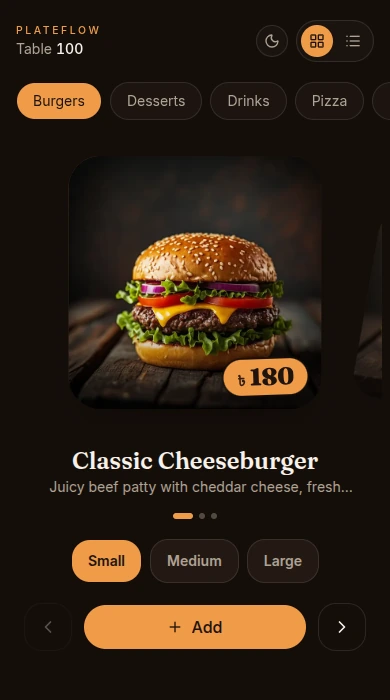 PLATEFLOW
Table 100
Burgers Desserts Drinks Pizza
৳ 180
Classic Cheeseburger
Juicy beef patty with cheddar cheese, fresh...
Small Medium Large
+ Add